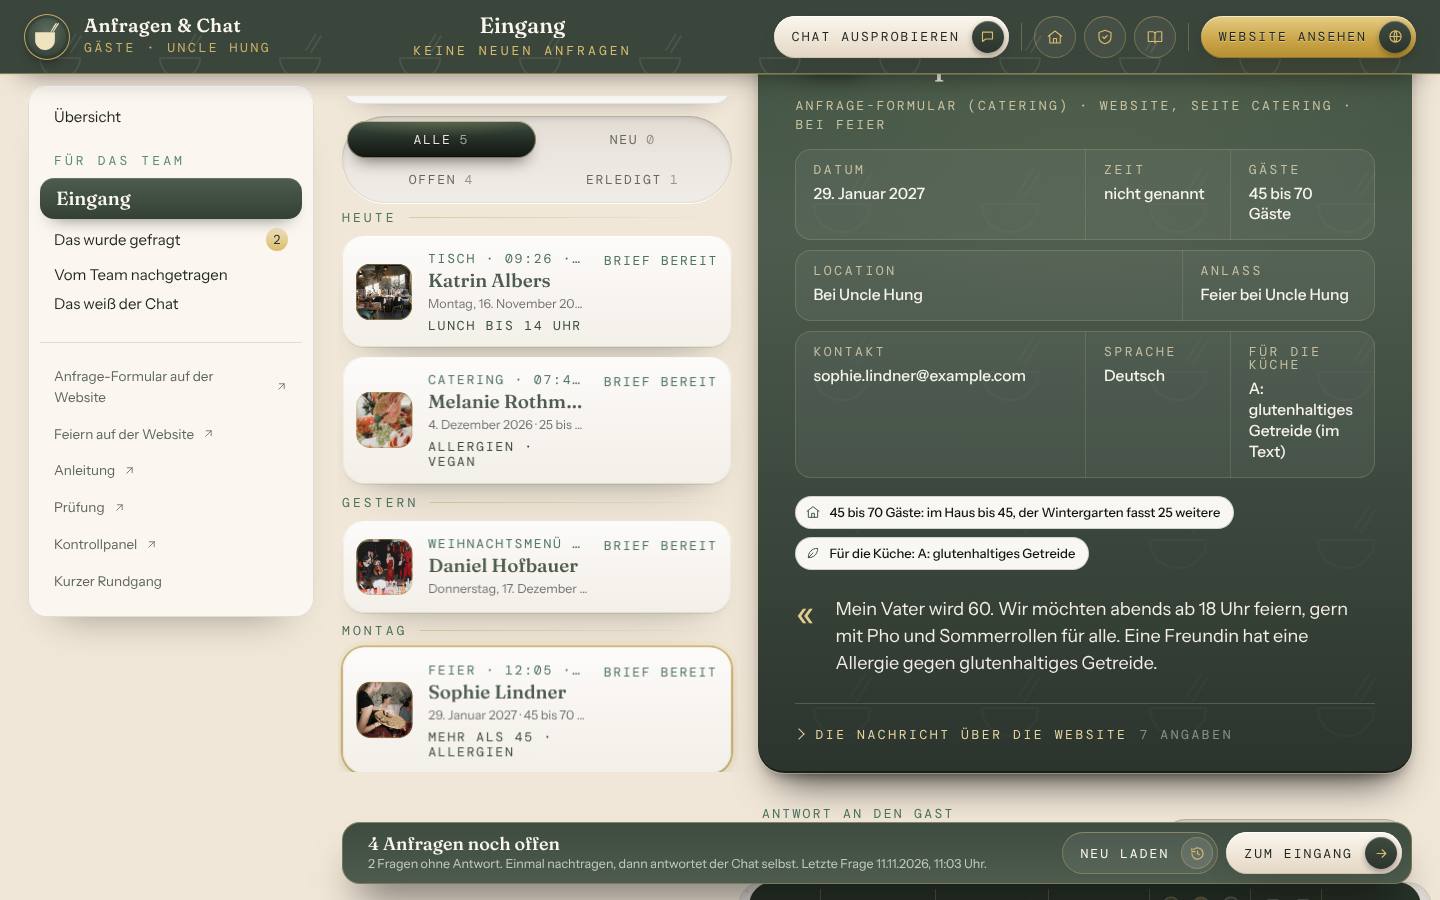 Anfragen & Chat
GÄSTE · UNCLE HUNG
Eingang
KEINE NEUEN ANFRAGEN
CHAT AUSPROBIEREN
WEBSITE ANSEHEN
Übersicht
FÜR DAS TEAM
Eingang
Das wurde gefragt 2
Vom Team nachgetragen
Das weiß der Chat
Anfrage-Formular auf der
Website
Feiern auf der Website
Anleitung
Prüfung
Kontrollpanel
Kurzer Rundgang
ALLE 5
NEU 0
OFFEN 4
ERLEDIGT 1
HEUTE
TISCH · 09:26 ·…
BRIEF BEREIT
Katrin Albers
Montag, 16. November 20…
LUNCH BIS 14 UHR
CATERING · 07:4…
BRIEF BEREIT
Melanie Rothm…
4. Dezember 2026 · 25 bis …
ALLERGIEN ·
VEGAN
GESTERN
WEIHNACHTSMENÜ …
BRIEF BEREIT
Daniel Hofbauer
Donnerstag, 17. Dezember …
MONTAG
FEIER · 12:05 ·…
BRIEF BEREIT
Sophie Lindner
29. Januar 2027 · 45 bis 70 …
MEHR ALS 45 ·
ALLERGIEN
ANFRAGE-FORMULAR (CATERING) · WEBSITE, SEITE CATERING ·
BEI FEIER
DATUM
29. Januar 2027
ZEIT
nicht genannt
GÄSTE
45 bis 70
Gäste
LOCATION
Bei Uncle Hung
ANLASS
Feier bei Uncle Hung
KONTAKT
sophie.lindner@example.com
SPRACHE
Deutsch
FÜR DIE
KÜCHE
A:
glutenhaltiges
Getreide (im
Text)
45 bis 70 Gäste: im Haus bis 45, der Wintergarten fasst 25 weitere
Für die Küche: A: glutenhaltiges Getreide
« Mein Vater wird 60. Wir möchten abends ab 18 Uhr feiern, gern
mit Pho und Sommerrollen für alle. Eine Freundin hat eine
Allergie gegen glutenhaltiges Getreide.
DIE NACHRICHT ÜBER DIE WEBSITE 7 ANGABEN
ANTWORT AN DEN GAST
4 Anfragen noch offen
2 Fragen ohne Antwort. Einmal nachtragen, dann antwortet der Chat selbst. Letzte Frage 11.11.2026, 11:03 Uhr.
NEU LADEN
ZUM EINGANG